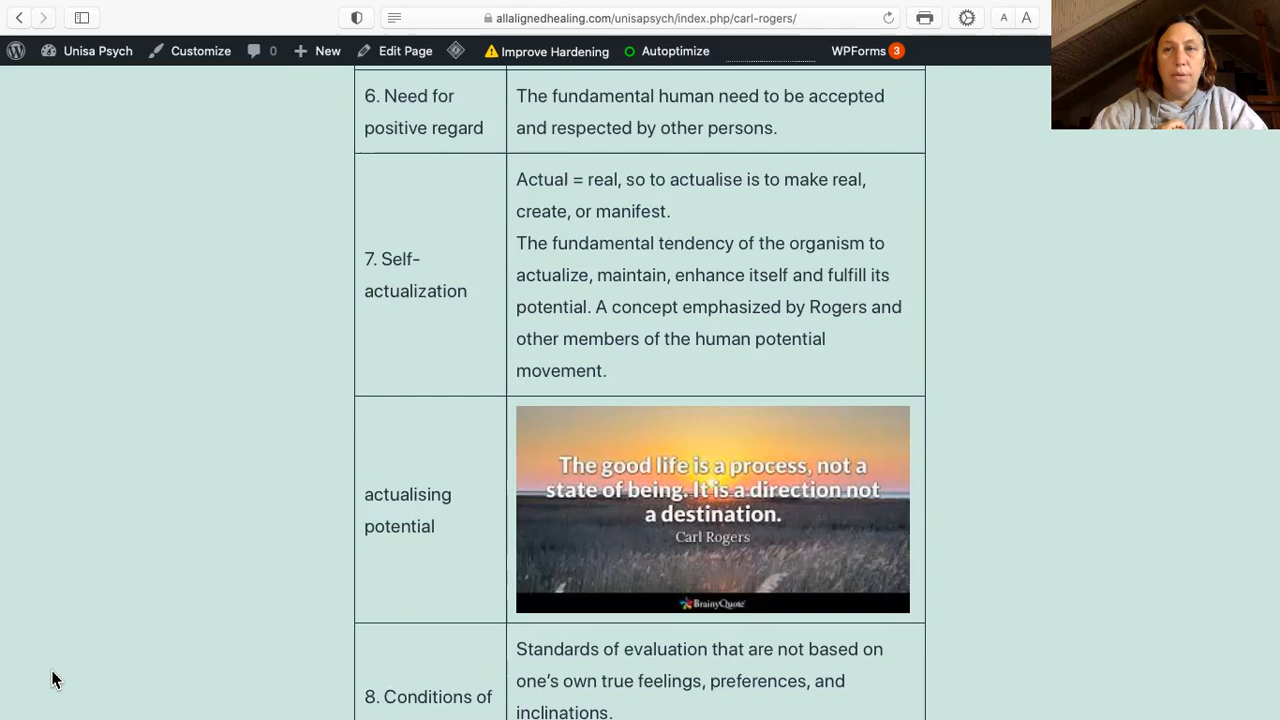 allalignedhealing.com/unisapsych/index.php/carl-rogers/
A A
Unisa Psych Customize 0 New Edit Page Improve Hardening Autoptimize WPForms 3
6. Need for
positive regard
The fundamental human need to be accepted
and respected by other persons.
7. Self-
actualization
Actual = real, so to actualise is to make real,
create, or manifest.
The fundamental tendency of the organism to
actualize, maintain, enhance itself and fulfill its
potential. A concept emphasized by Rogers and
other members of the human potential
movement.
actualising
potential
The good life is a process, not a
state of being. It is a direction not
a destination.
Carl Rogers
BrainyQuote
8. Conditions of
Standards of evaluation that are not based on
one's own true feelings, preferences, and
inclinations.